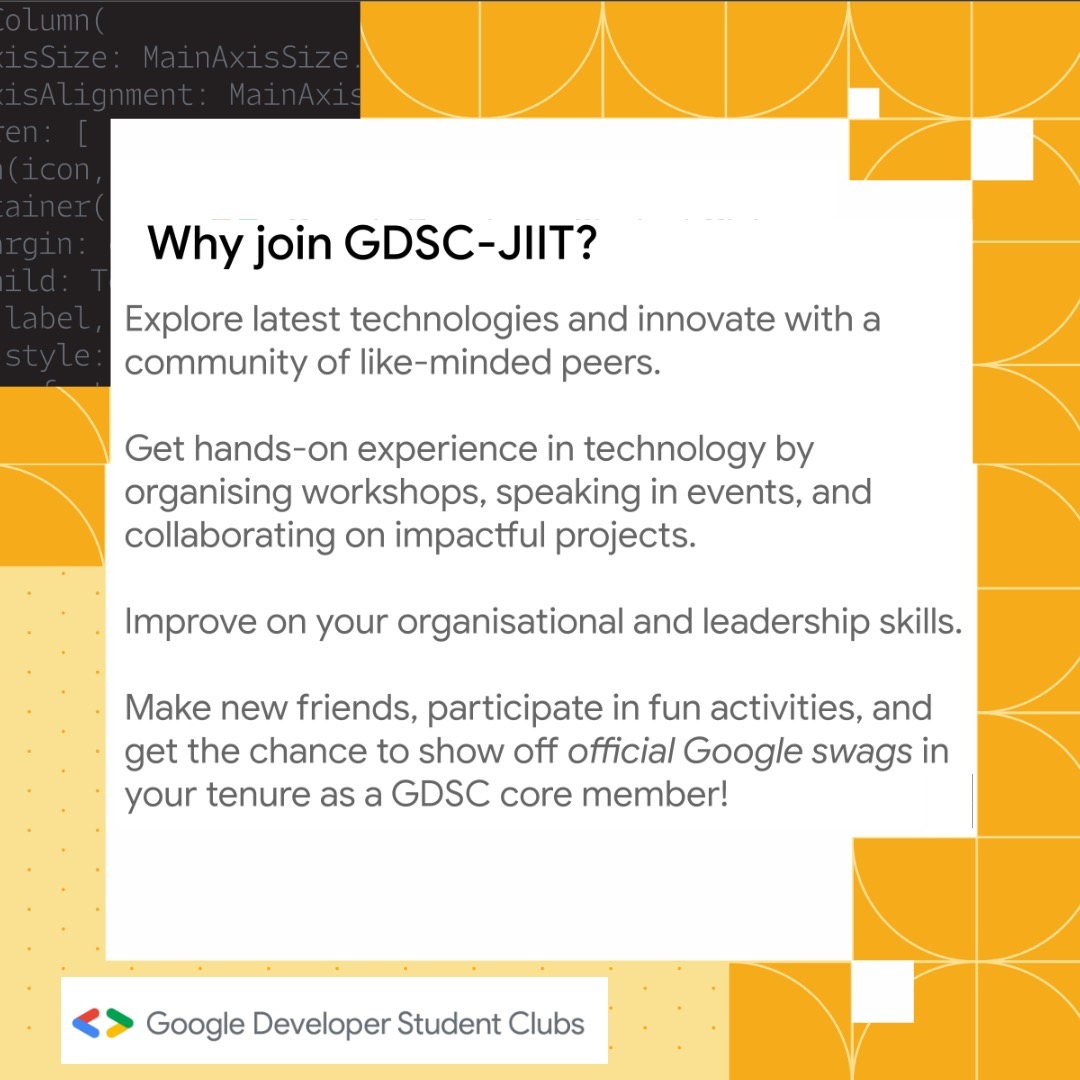 Column(
xisSize: MainAxisSize.
xisAlignment: MainAxis
ren: [
(icon,
tainer(
argin:
ild: T
label,
style:
Why join GDSC-JIIT?
Explore latest technologies and innovate with a
community of like-minded peers.
Get hands-on experience in technology by
organising workshops, speaking in events, and
collaborating on impactful projects.
Improve on your organisational and leadership skills.
Make new friends, participate in fun activities, and
get the chance to show off official Google swags in
your tenure as a GDSC core member!
Google Developer Student Clubs